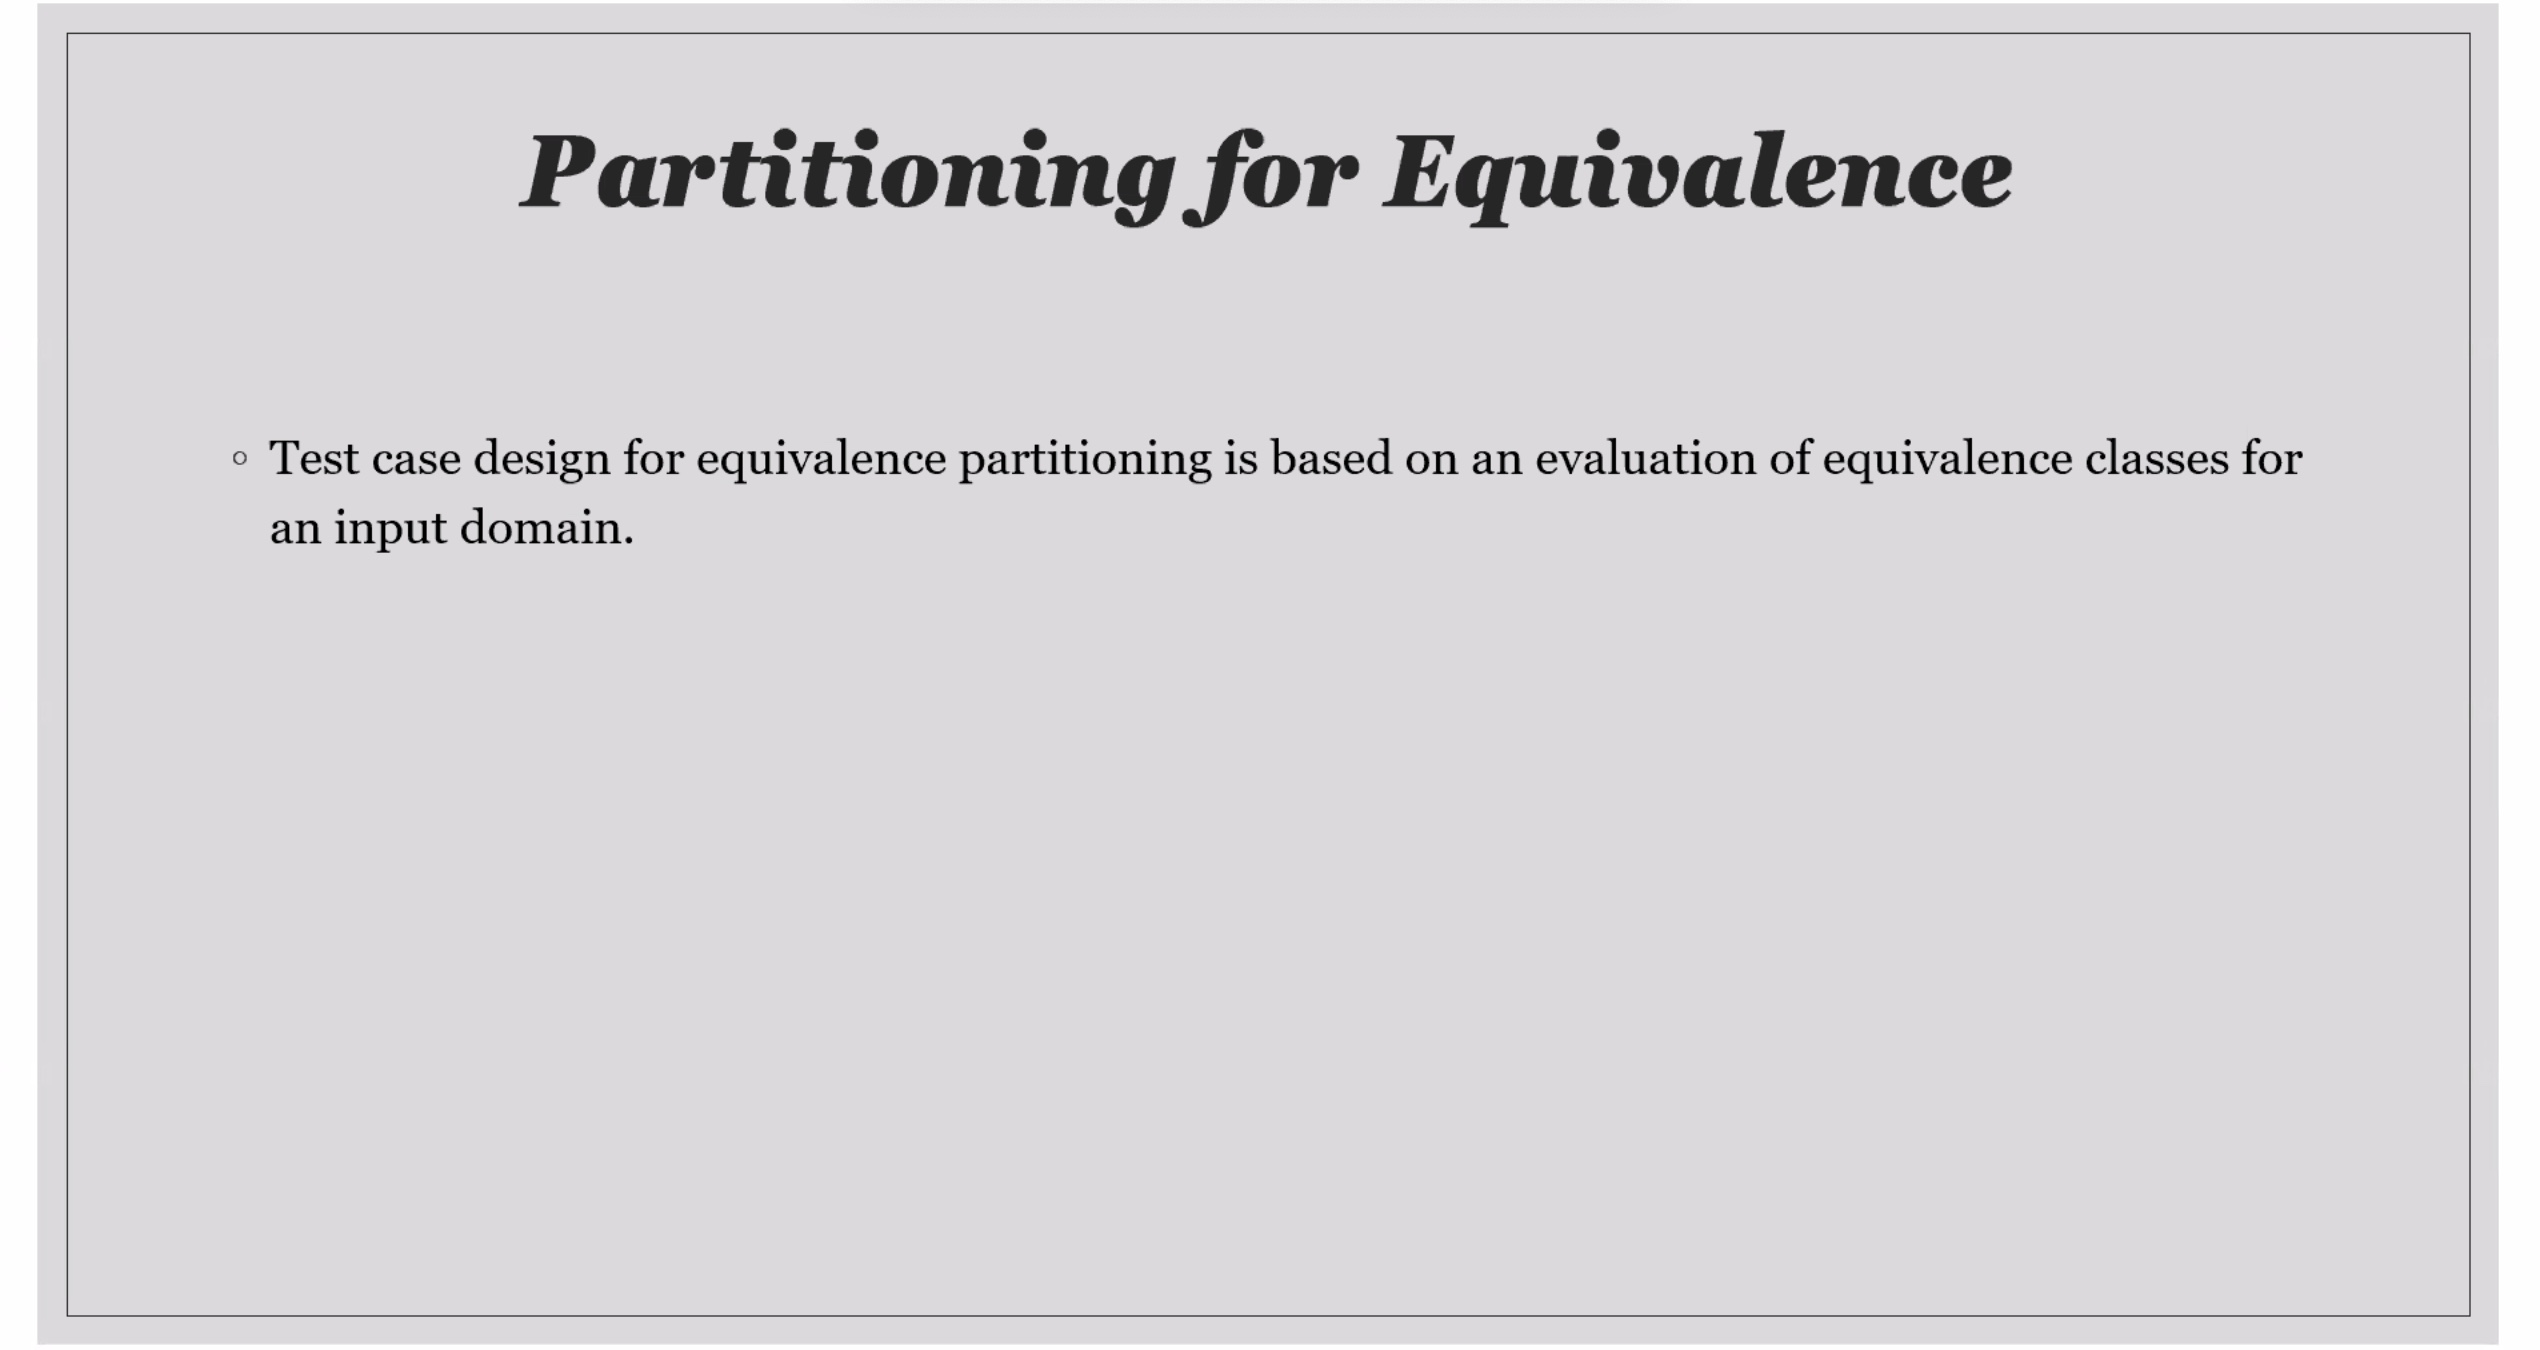 Partitioning for Equivalence
◦ Test case design for equivalence partitioning is based on an evaluation of equivalence classes for
an input domain.